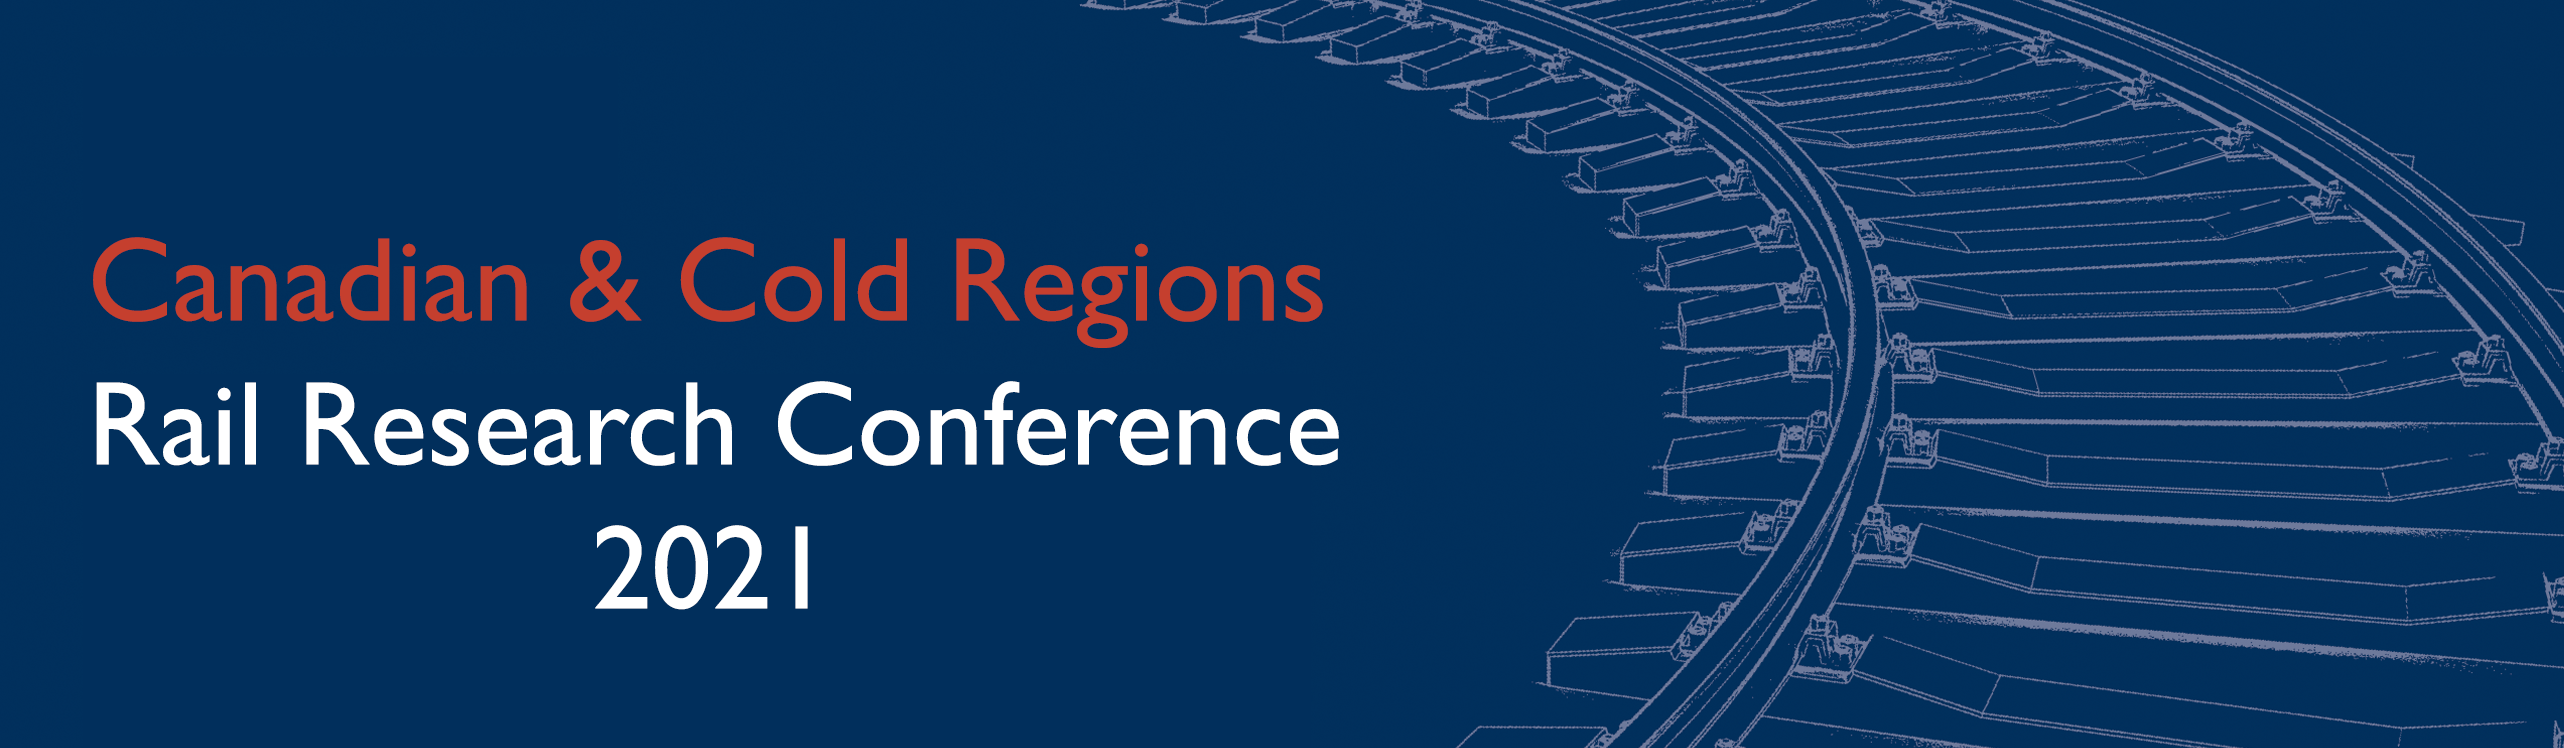 Canadian & Cold Regions
Rail Research Conference
2021